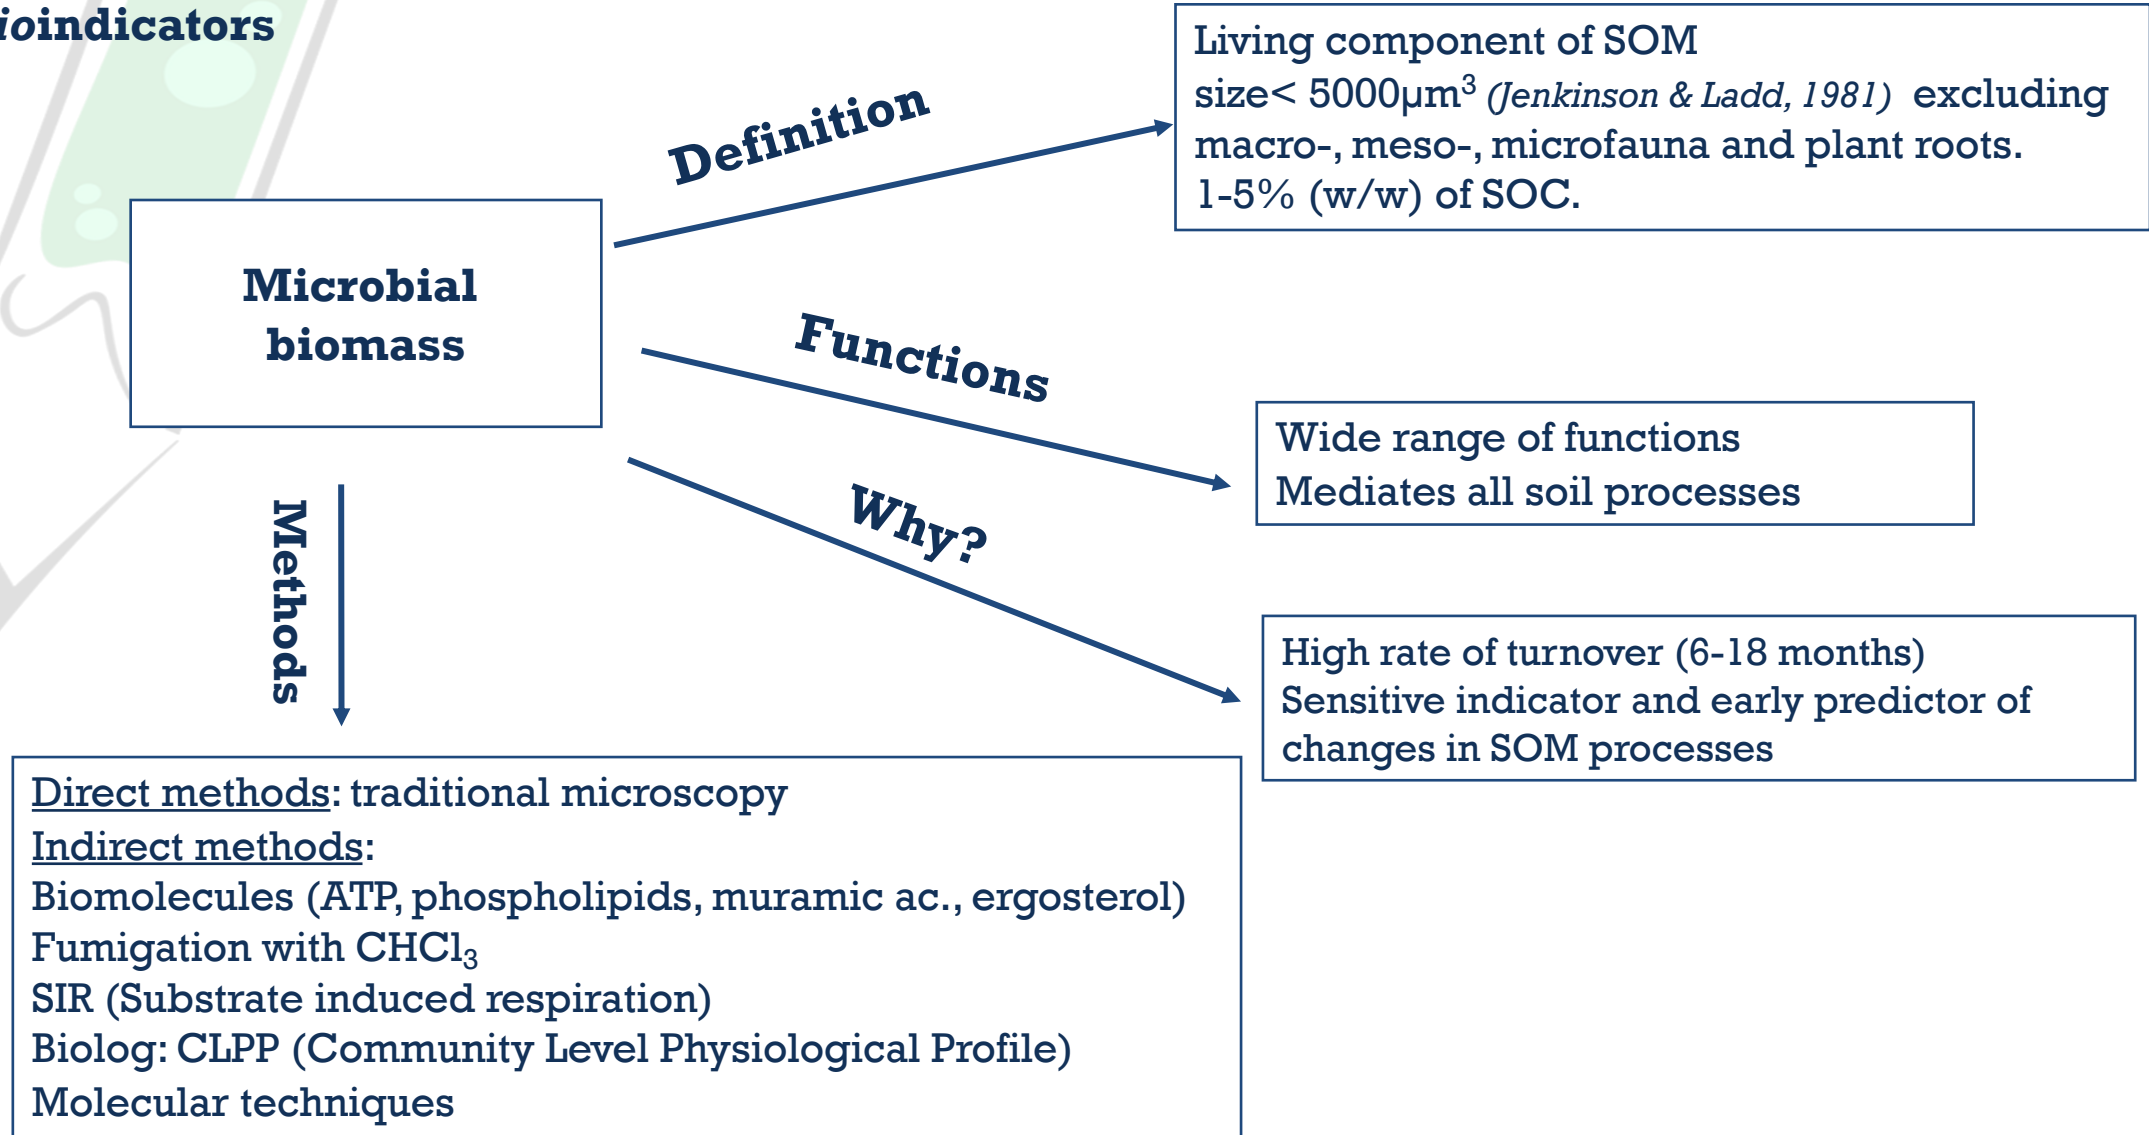 ioindicators
Living component of SOM
size< 5000µm³ (Jenkinson & Ladd, 1981) excluding
macro-, meso-, microfauna and plant roots.
1-5% (w/w) of SOC.
Definition
Microbial
biomass
Functions
Wide range of functions
Mediates all soil processes
Why?
High rate of turnover (6-18 months)
Sensitive indicator and early predictor of
changes in SOM processes
Methods
Direct methods: traditional microscopy
Indirect methods:
Biomolecules (ATP, phospholipids, muramic ac., ergosterol)
Fumigation with CHCl₃
SIR (Substrate induced respiration)
Biolog: CLPP (Community Level Physiological Profile)
Molecular techniques